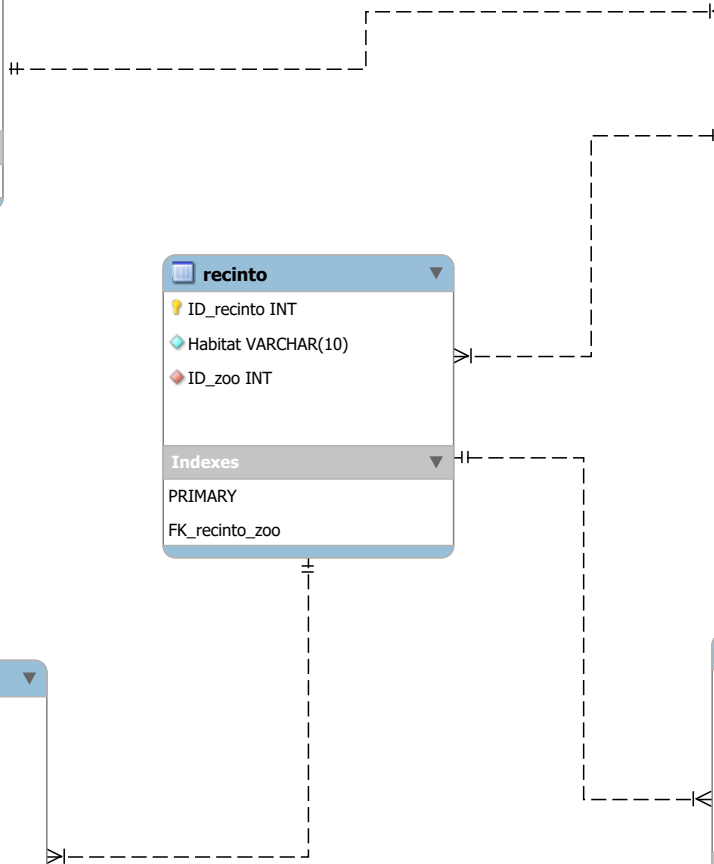 recinto
ID_recinto INT
Habitat VARCHAR(10)
ID_zoo INT
Indexes
PRIMARY
FK_recinto_zoo